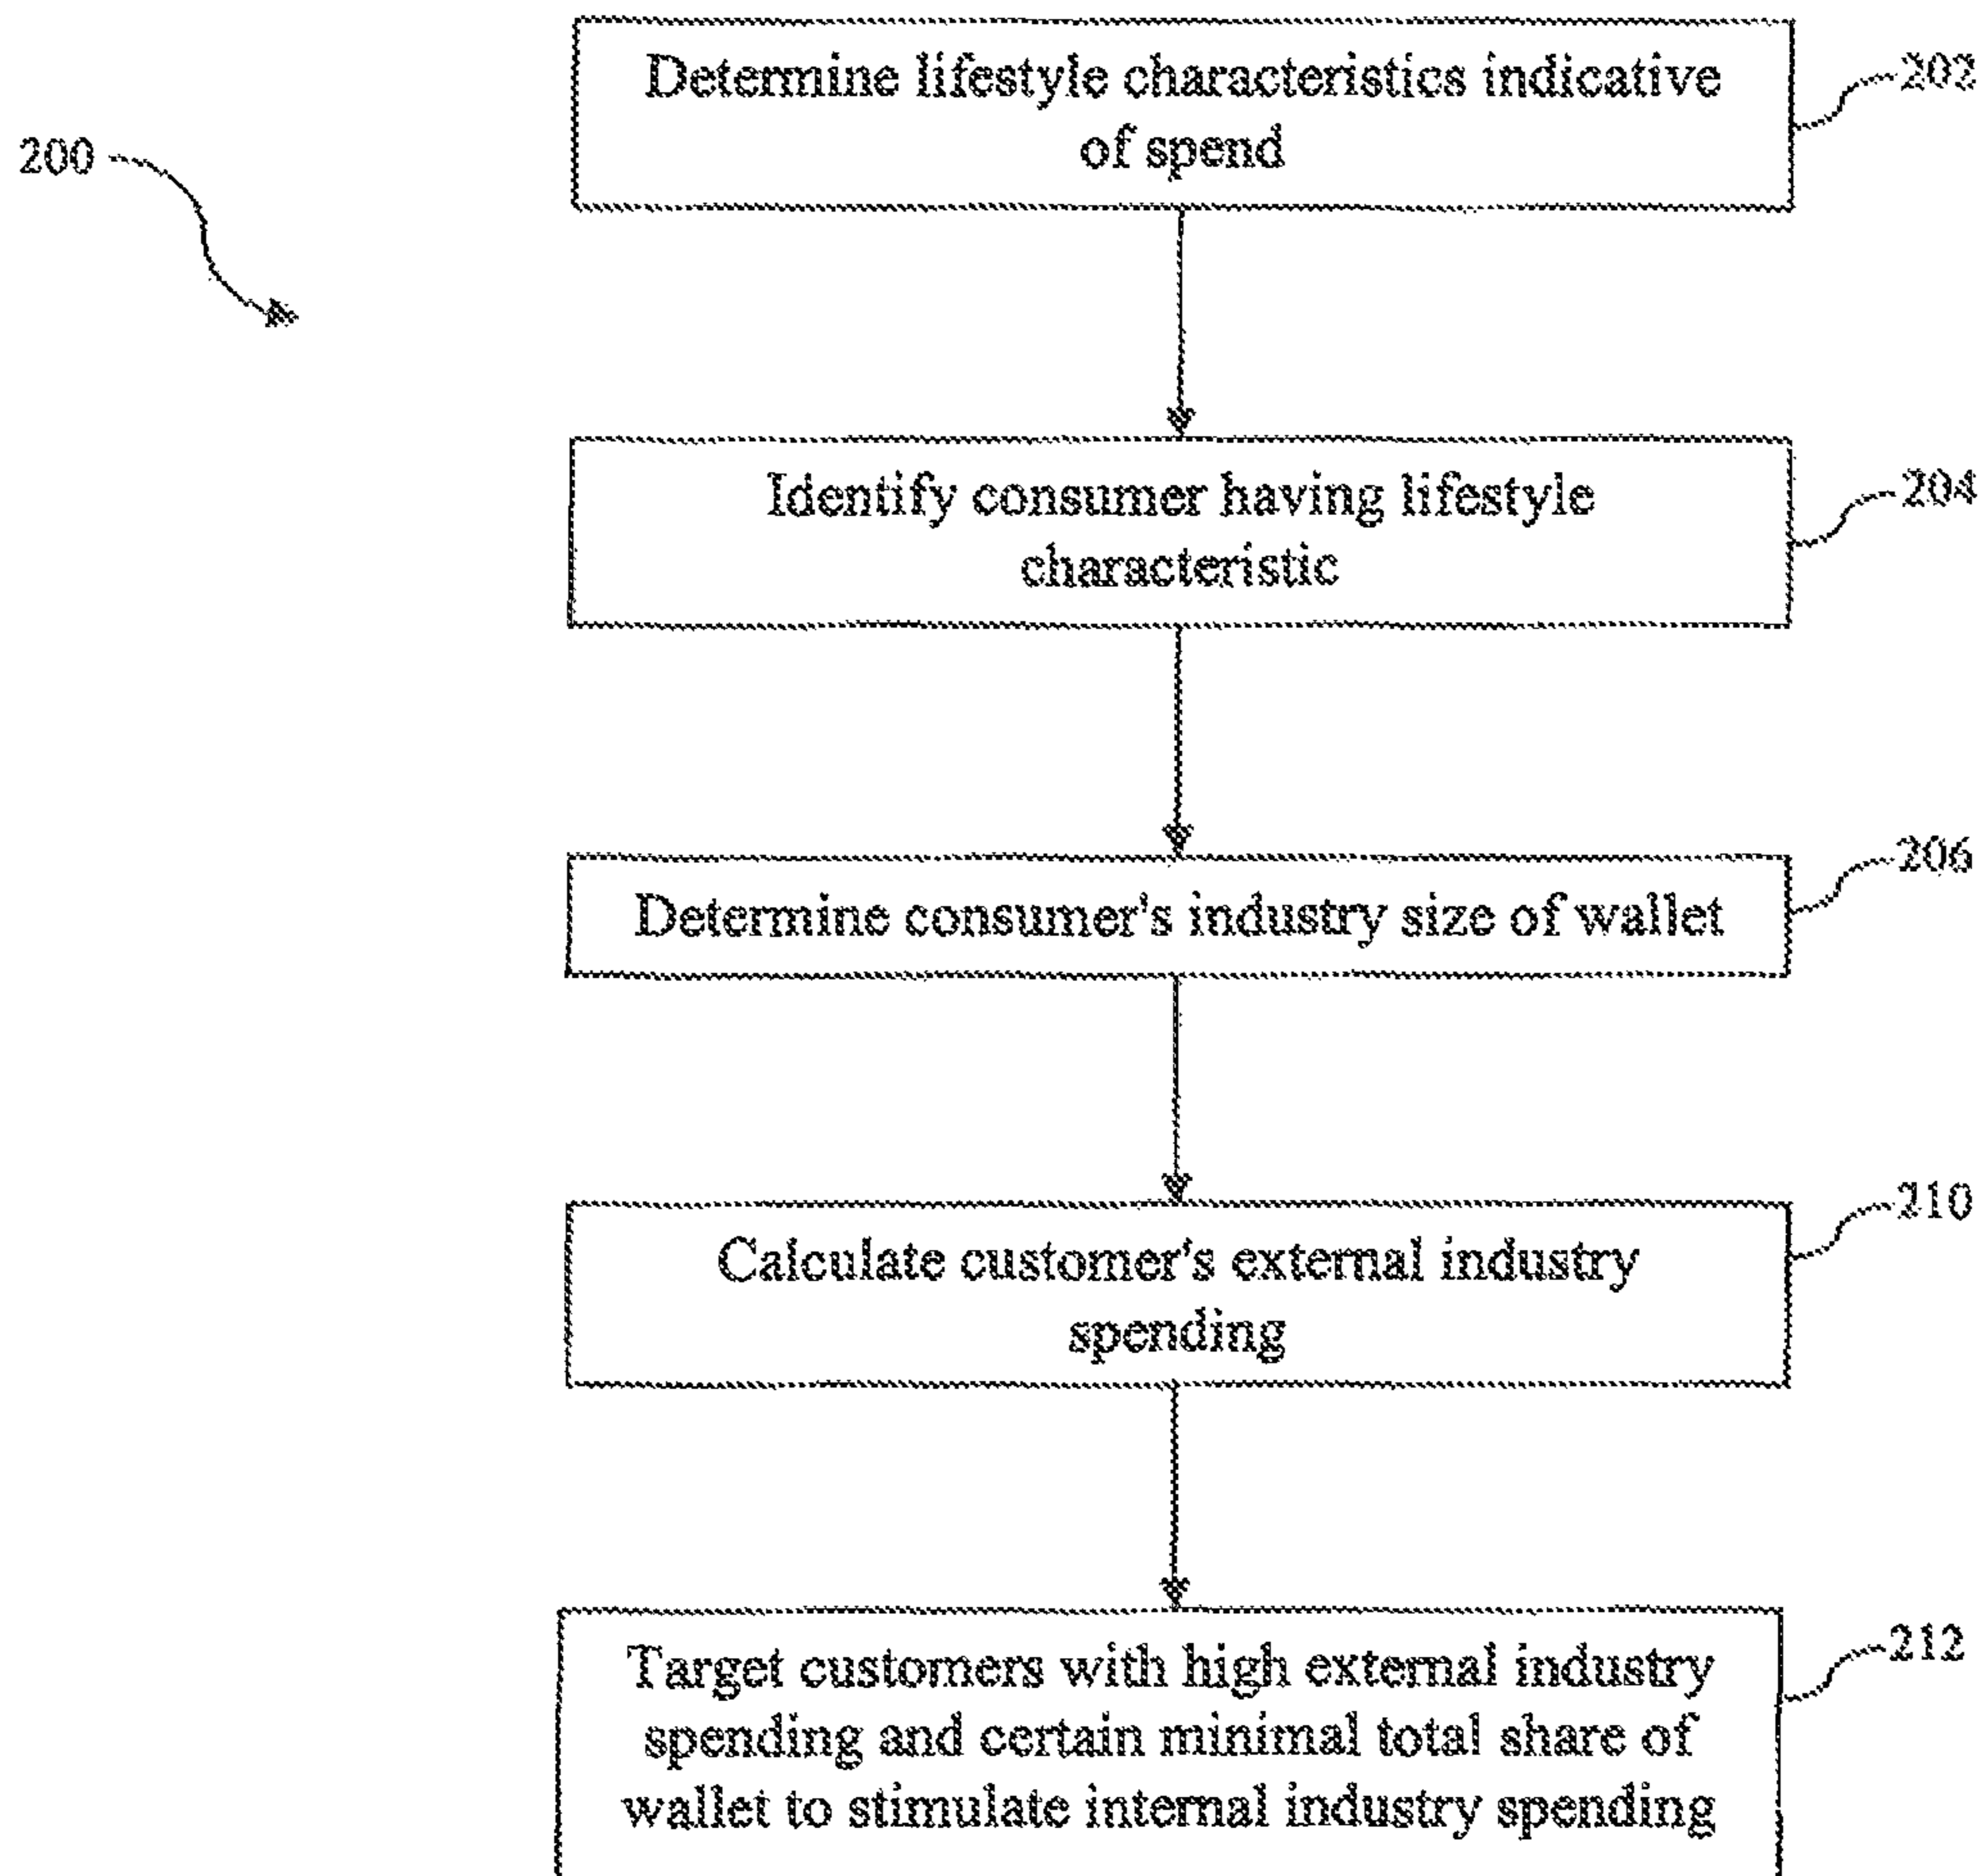 Determine lifestyle characteristics indicative
of spend
202
200
Identify consumer having lifestyle
characteristic
204
Determine consumer's industry size of wallet
206
Calculate customer's external industry
spending
210
Target customers with high external industry
spending and certain minimal total share of
wallet to stimulate internal industry spending
212